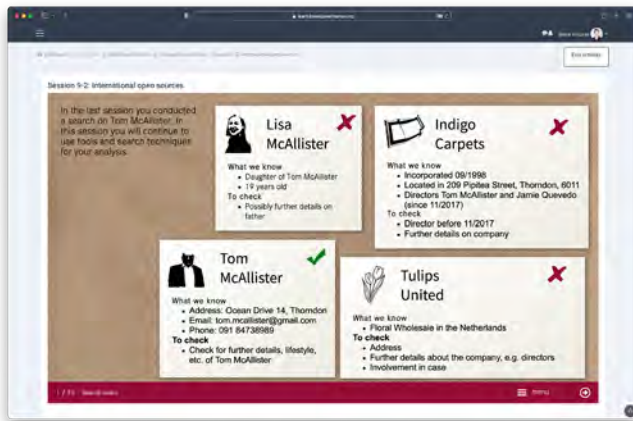 Session 9-2: International open sources
In the last session you conducted
a search on Tom McAllister. In
this session you will continue to
use tools and search techniques
for your analysis.
Lisa
McAllister
What we know
• Daughter of Tom McAllister
• 19 years old
To check
• Possibly further details on
father
Indigo
Carpets
What we know
• Incorporated 09/1998
• Located in 209 Pipitea Street, Thorndon, 6011
• Directors Tom McAllister and Jamie Quevedo
(since 11/2017)
To check
• Director before 11/2017
• Further details on company
Tom
McAllister
What we know
• Address: Ocean Drive 14, Thorndon
• Email: tom.mcallister@gmail.com
• Phone: 091 84738989
To check
• Check for further details, lifestyle,
etc. of Tom McAllister
Tulips
United
What we know
• Floral Wholesale in the Netherlands
To check
• Address
• Further details about the company, e.g. directors
• Involvement in case
menu